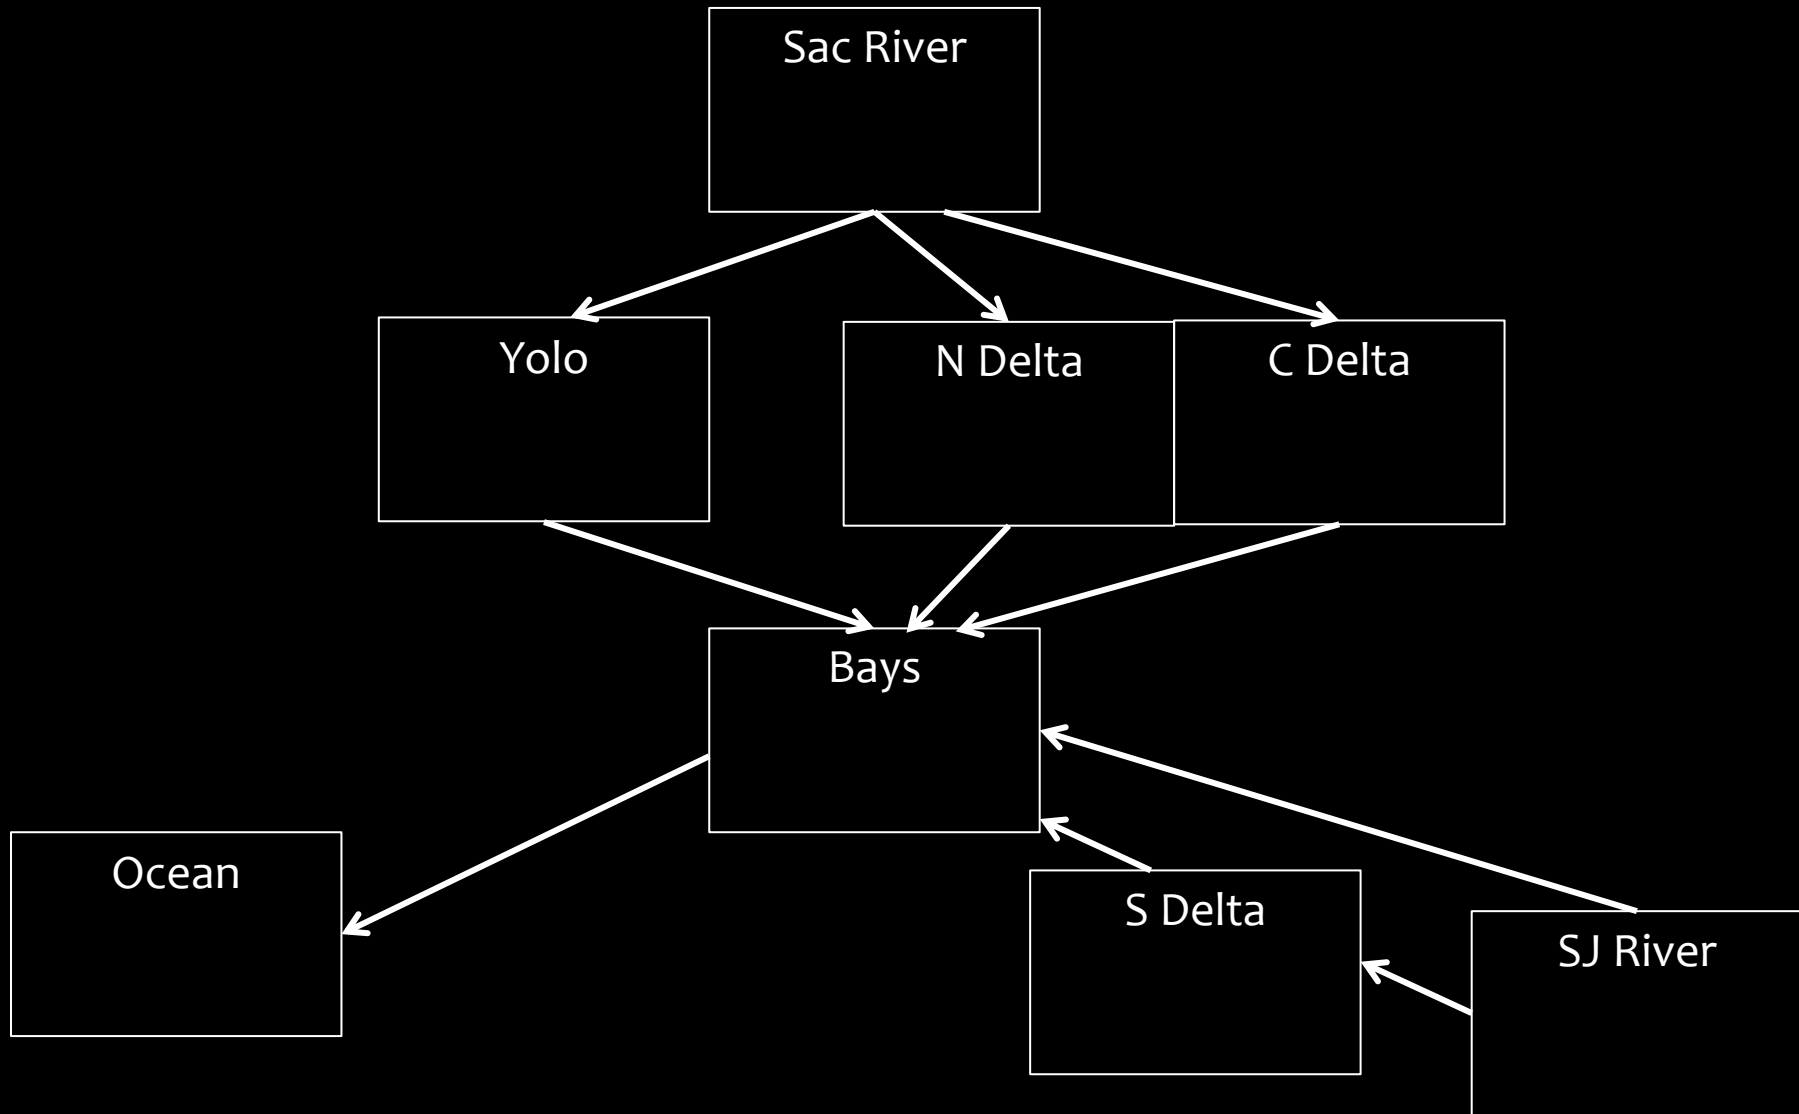 Sac River
Yolo
N Delta
C Delta
Bays
Ocean
S Delta
SJ River